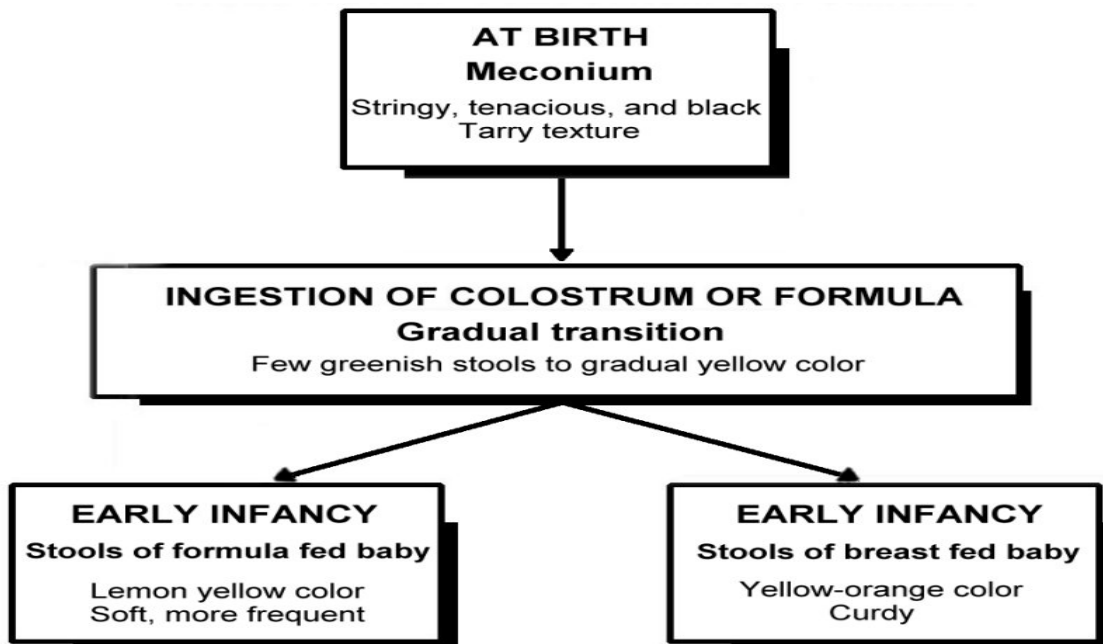 AT BIRTH
Meconium
Stringy, tenacious, and black
Tarry texture
INGESTION OF COLOSTRUM OR FORMULA
Gradual transition
Few greenish stools to gradual yellow color
EARLY INFANCY
Stools of formula fed baby
Lemon yellow color
Soft, more frequent
EARLY INFANCY
Stools of breast fed baby
Yellow-orange color
Curdy